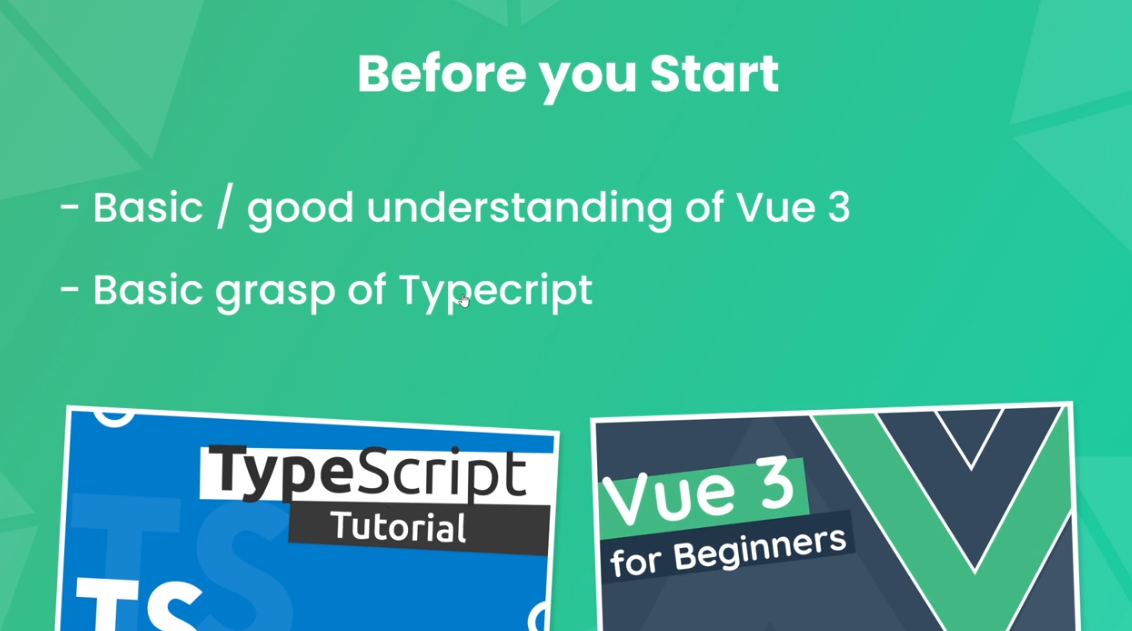 Before you Start
- Basic / good understanding of Vue 3
- Basic grasp of Typecript
TypeScript
Tutorial
TS
TS
Vue 3
for Beginners